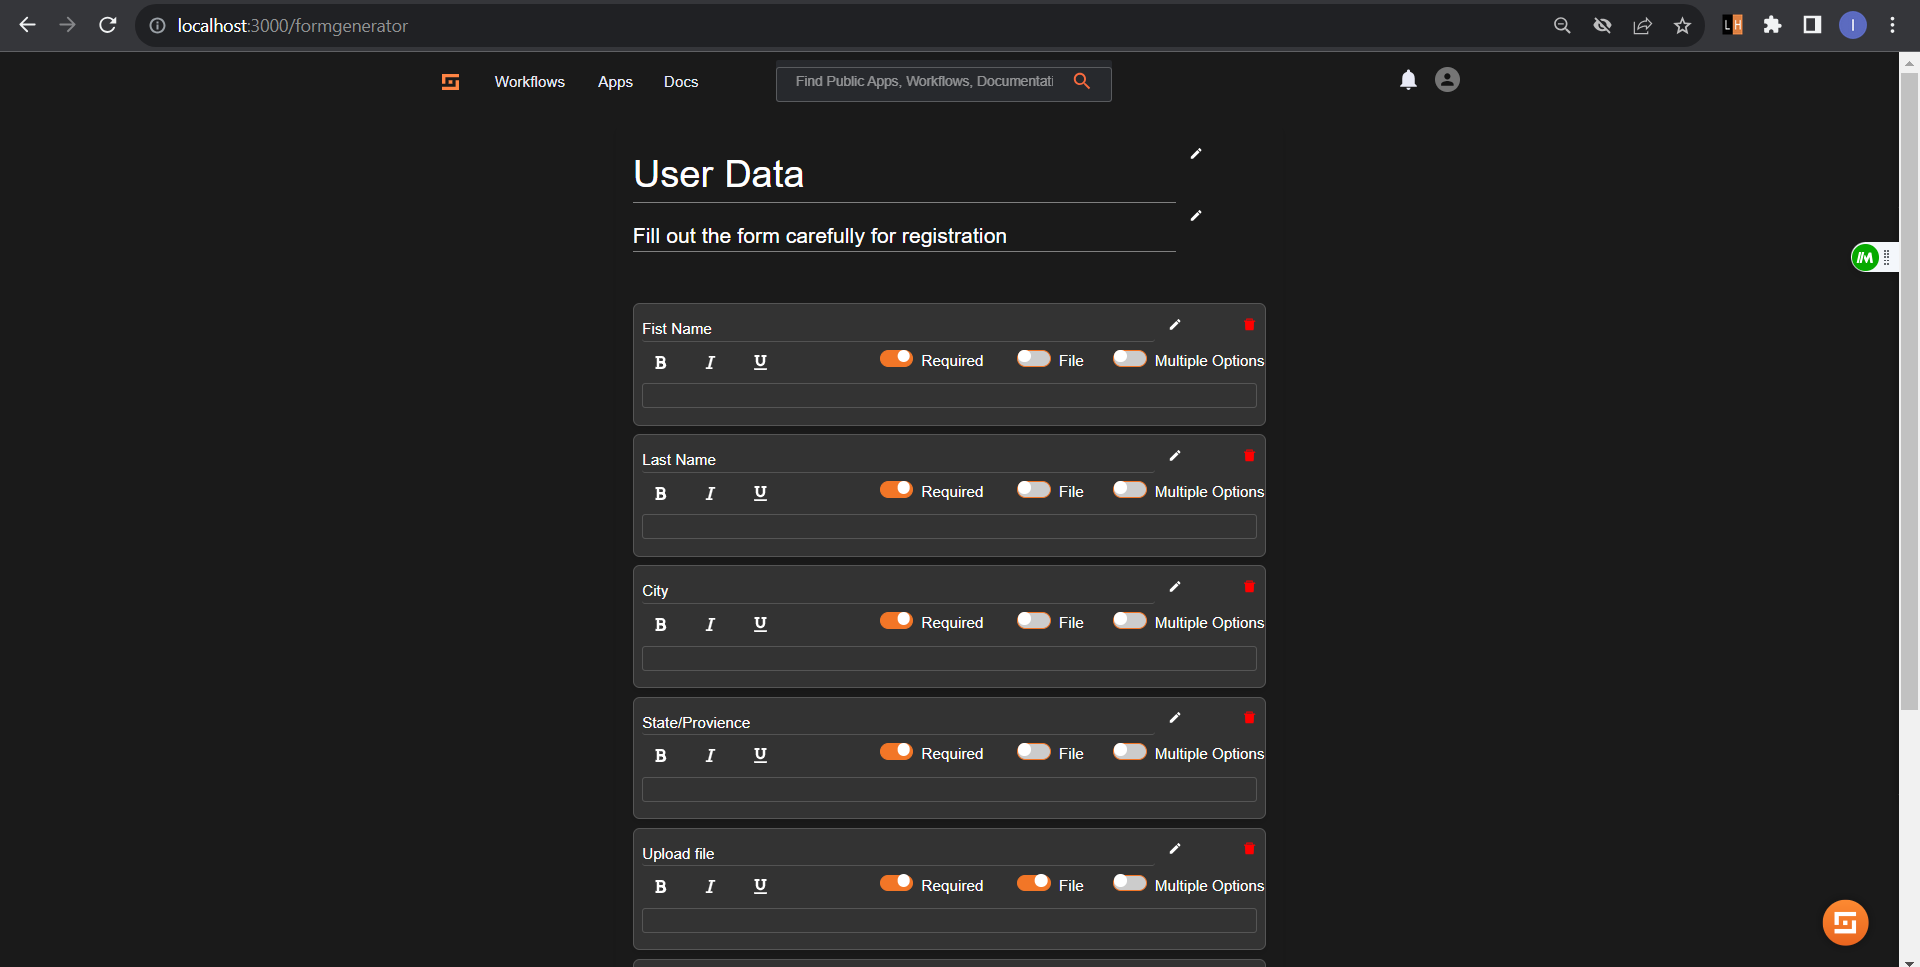 localhost:3000/formgenerator
L H
I
Workflows Apps Docs
Find Public Apps, Workflows, Documentati
User Data
Fill out the form carefully for registration
Fist Name
B I U Required File Multiple Options
Last Name
B I U Required File Multiple Options
City
B I U Required File Multiple Options
State/Provience
B I U Required File Multiple Options
Upload file
B I U Required File Multiple Options